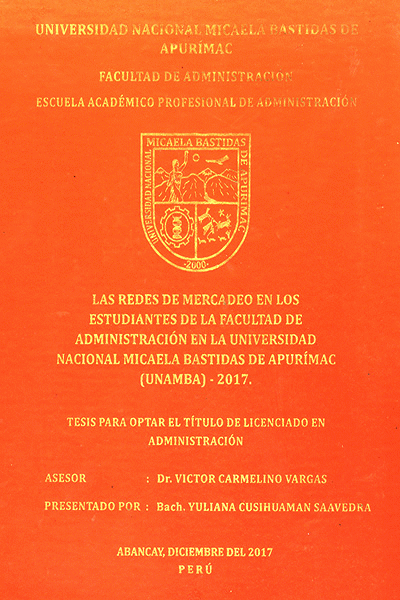 UNIVERSIDAD NACIONAL MICAELA BASTIDAS DE
APURÍMAC
FACULTAD DE ADMINISTRACIÓN
ESCUELA ACADÉMICO PROFESIONAL DE ADMINISTRACIÓN
MICAELA BASTIDAS
UNIVERSIDAD NACIONAL
DE APURIMAC
-2000-
LAS REDES DE MERCADEO EN LOS
ESTUDIANTES DE LA FACULTAD DE
ADMINISTRACIÓN EN LA UNIVERSIDAD
NACIONAL MICAELA BASTIDAS DE APURÍMAC
(UNAMBA) - 2017.
TESIS PARA OPTAR EL TÍTULO DE LICENCIADO EN
ADMINISTRACIÓN
ASESOR : Dr. VICTOR CARMELINO VARGAS
PRESENTADO POR : Bach. YULIANA CUSIHUAMAN SAAVEDRA
ABANCAY, DICIEMBRE DEL 2017
PERÚ